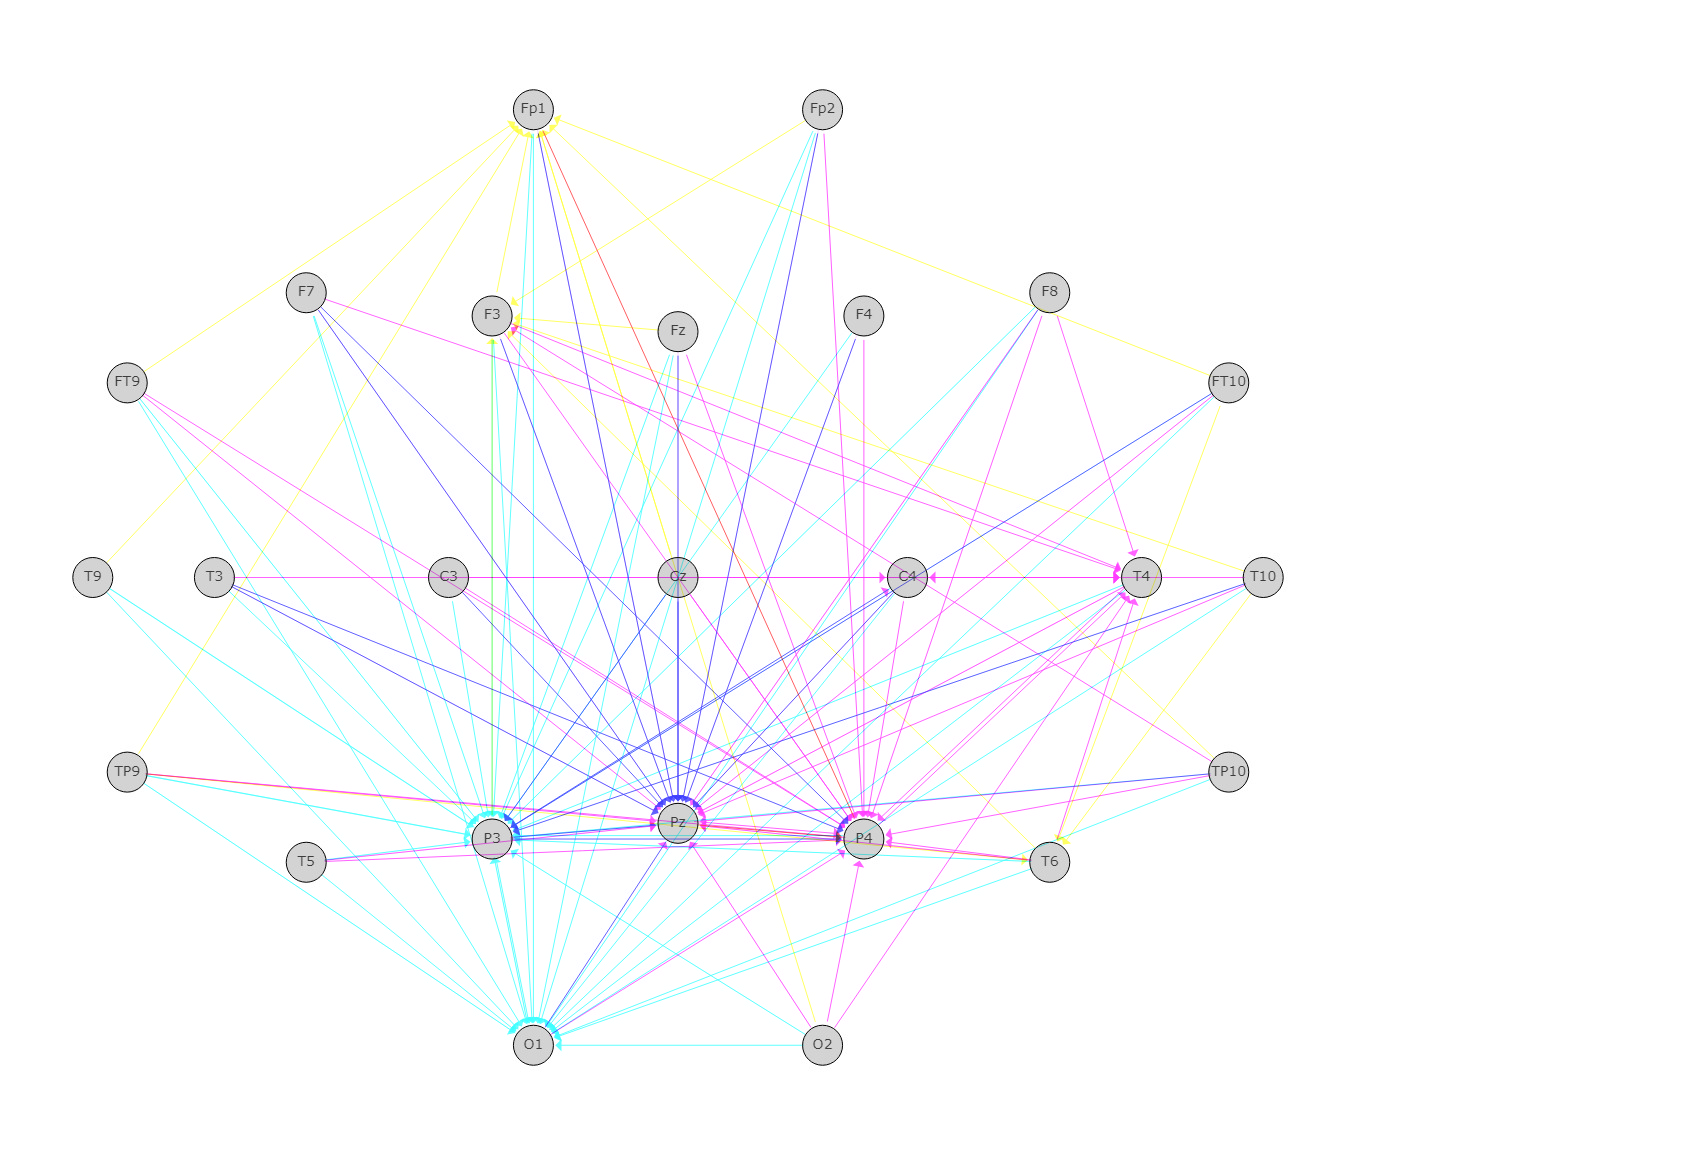 Fp1 Fp2
F7 F3 Fz F4 F8
FT9 FT10
T9 T3 C3 Cz C4 T4 T10
TP9 TP10
T5 P3 Pz P4 T6
O1 O2